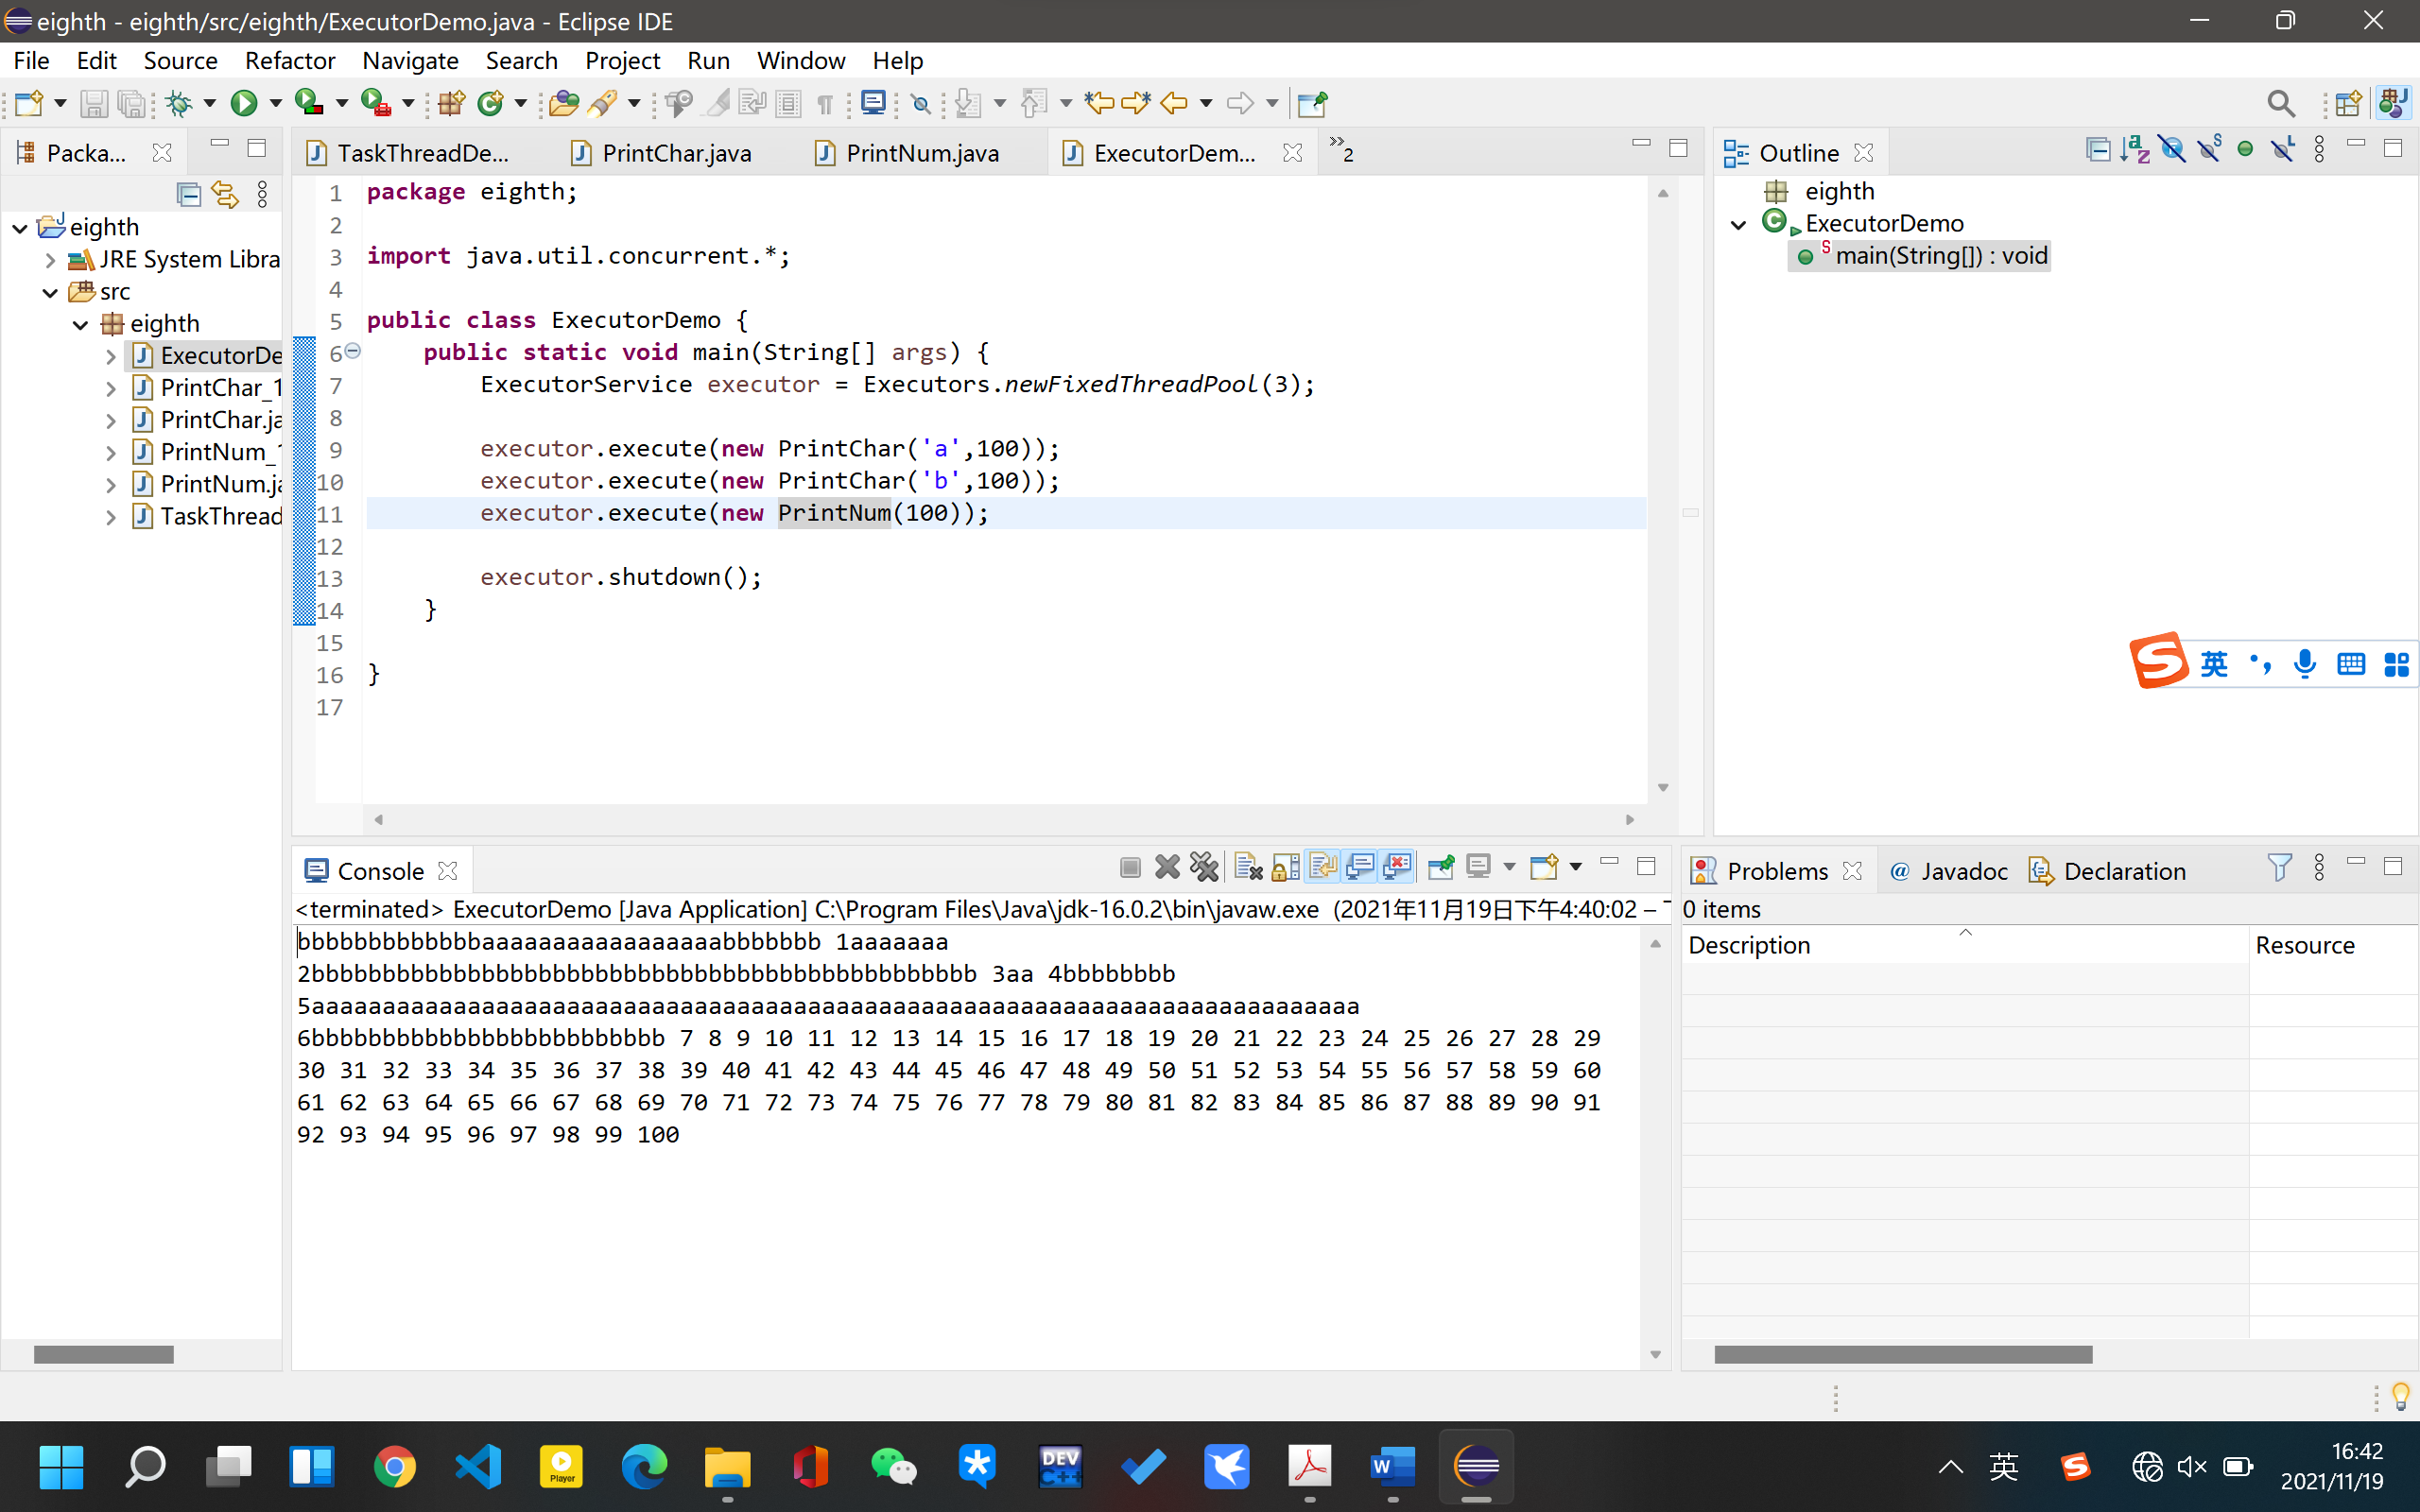 eighth - eighth/src/eighth/ExecutorDemo.java - Eclipse IDE
File Edit Source Refactor Navigate Search Project Run Window Help
Packa...
TaskThreadDe... PrintChar.java PrintNum.java ExecutorDem... »2
Outline
eighth
JRE System Libra
src
eighth
ExecutorDe
PrintChar_1
PrintChar.ja
PrintNum_1
PrintNum.ja
TaskThread
1 package eighth;
2
3 import java.util.concurrent.*;
4
5 public class ExecutorDemo {
6 public static void main(String[] args) {
7 ExecutorService executor = Executors.newFixedThreadPool(3);
8
9 executor.execute(new PrintChar('a',100));
10 executor.execute(new PrintChar('b',100));
11 executor.execute(new PrintNum(100));
12
13 executor.shutdown();
14 }
15
16 }
17
eighth
ExecutorDemo
main(String[]) : void
英
Console
<terminated> ExecutorDemo [Java Application] C:\Program Files\Java\jdk-16.0.2\bin\javaw.exe (2021年11月19日下午4:40:02 –
bbbbbbbbbbbbbaaaaaaaaaaaaaaaaabbbbbbb 1aaaaaaa
2bbbbbbbbbbbbbbbbbbbbbbbbbbbbbbbbbbbbbbbbbbbbbbb 3aa 4bbbbbbbb
5aaaaaaaaaaaaaaaaaaaaaaaaaaaaaaaaaaaaaaaaaaaaaaaaaaaaaaaaaaaaaaaaaaaaaaaaaa
6bbbbbbbbbbbbbbbbbbbbbbbbb 7 8 9 10 11 12 13 14 15 16 17 18 19 20 21 22 23 24 25 26 27 28 29
30 31 32 33 34 35 36 37 38 39 40 41 42 43 44 45 46 47 48 49 50 51 52 53 54 55 56 57 58 59 60
61 62 63 64 65 66 67 68 69 70 71 72 73 74 75 76 77 78 79 80 81 82 83 84 85 86 87 88 89 90 91
92 93 94 95 96 97 98 99 100
Problems @ Javadoc Declaration
0 items
Description Resource
Player
DEV C++
英
16:42
2021/11/19